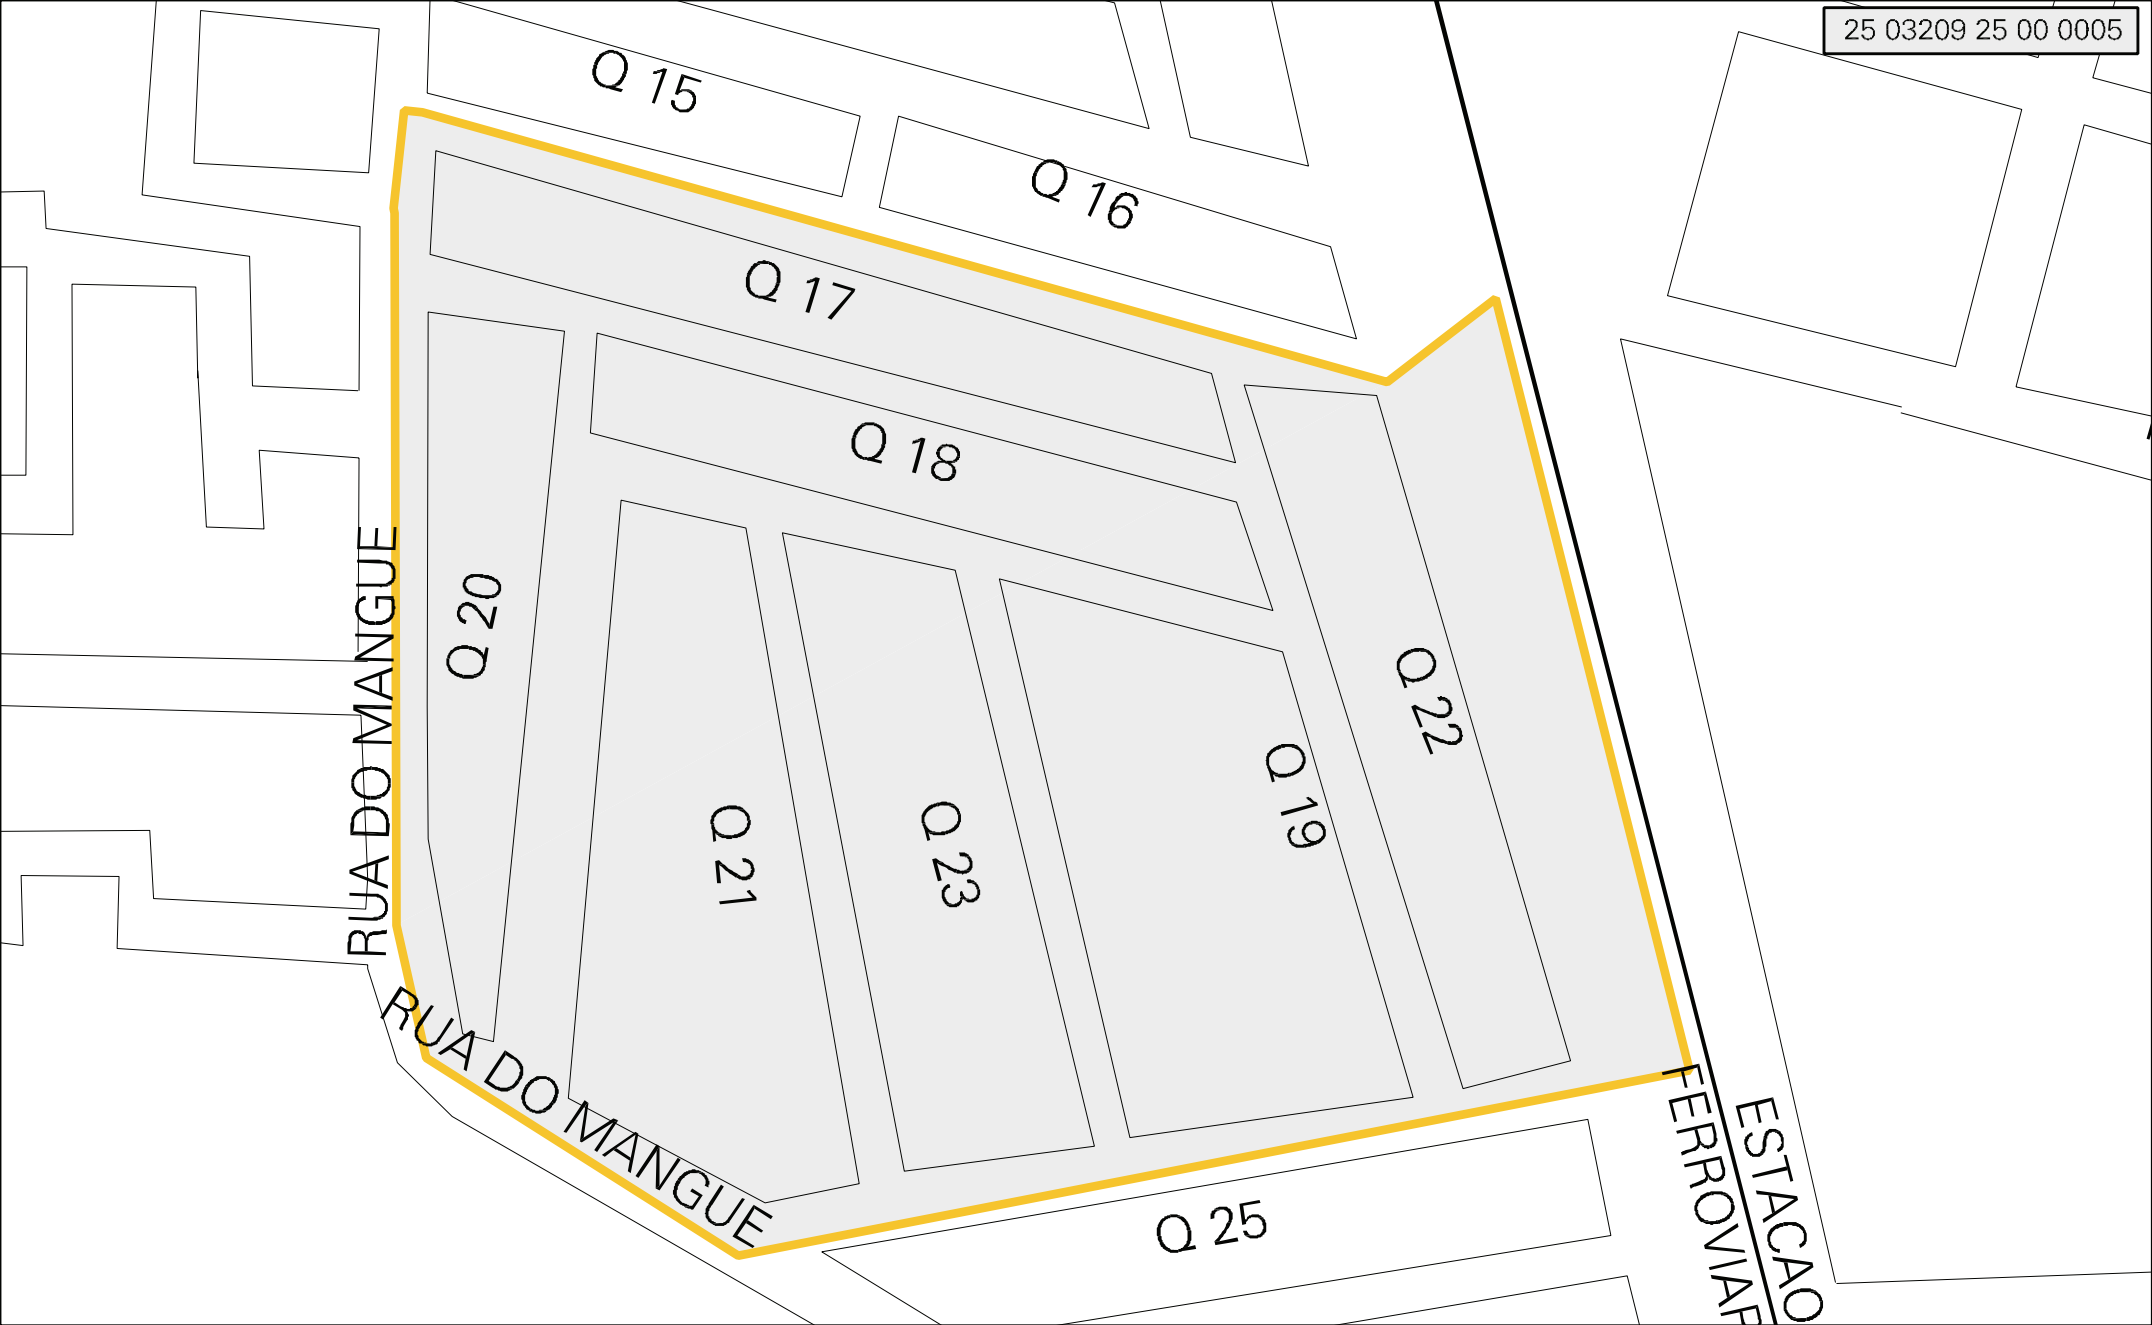 25 03209 25 00 0005
Q 15
Q 16
Q 17
Q 18
Q 20
Q 22
Q 19
Q 21
Q 23
RUA DO MANGUE
RUA DO MANGUE
Q 25
ESTACAO
FERROVIAR